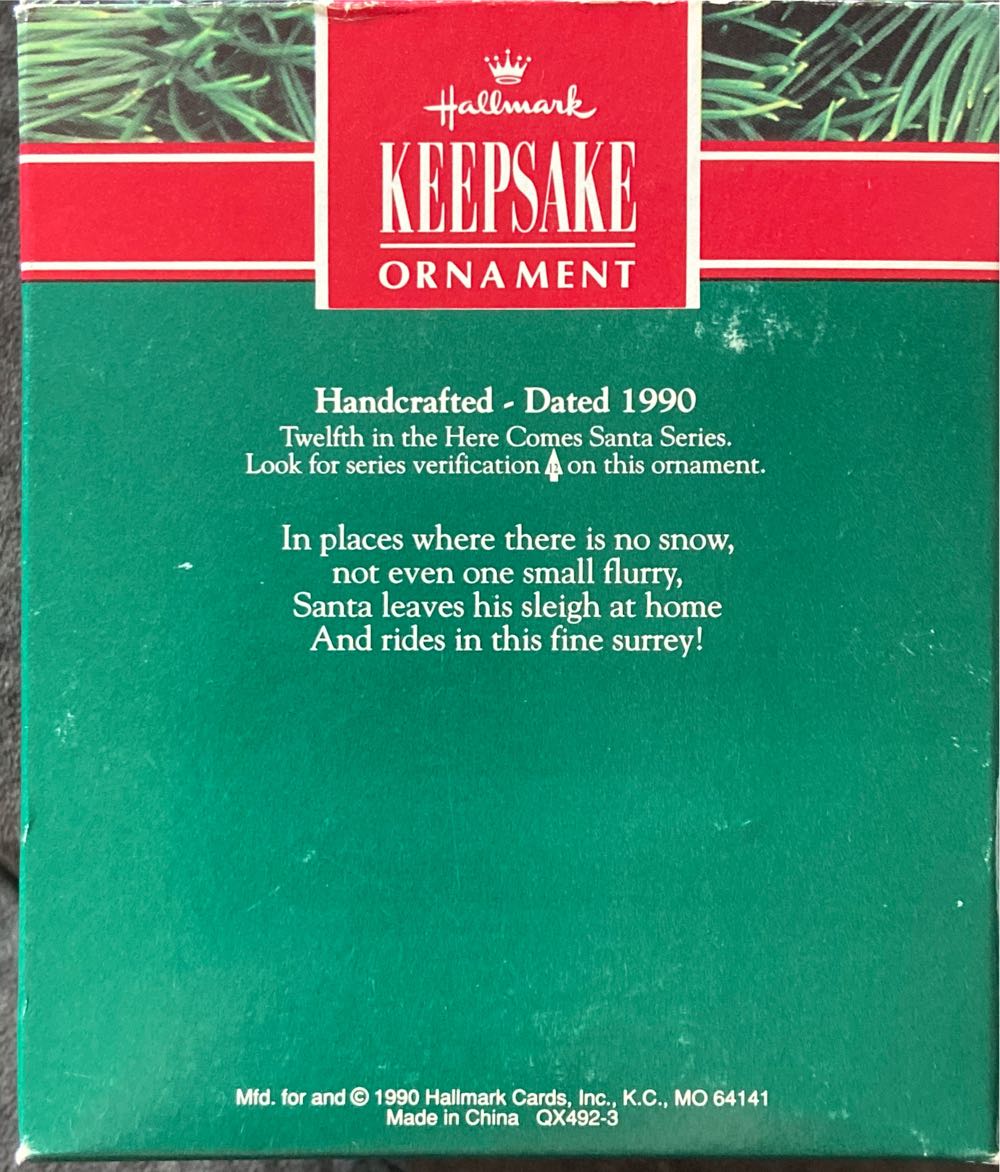 Hallmark
KEEPSAKE
ORNAMENT
Handcrafted - Dated 1990
Twelfth in the Here Comes Santa Series.
Look for series verification 12 on this ornament.
In places where there is no snow,
not even one small flurry,
Santa leaves his sleigh at home
And rides in this fine surrey!
Mfd. for and © 1990 Hallmark Cards, Inc., K.C., MO 64141
Made in China QX492-3